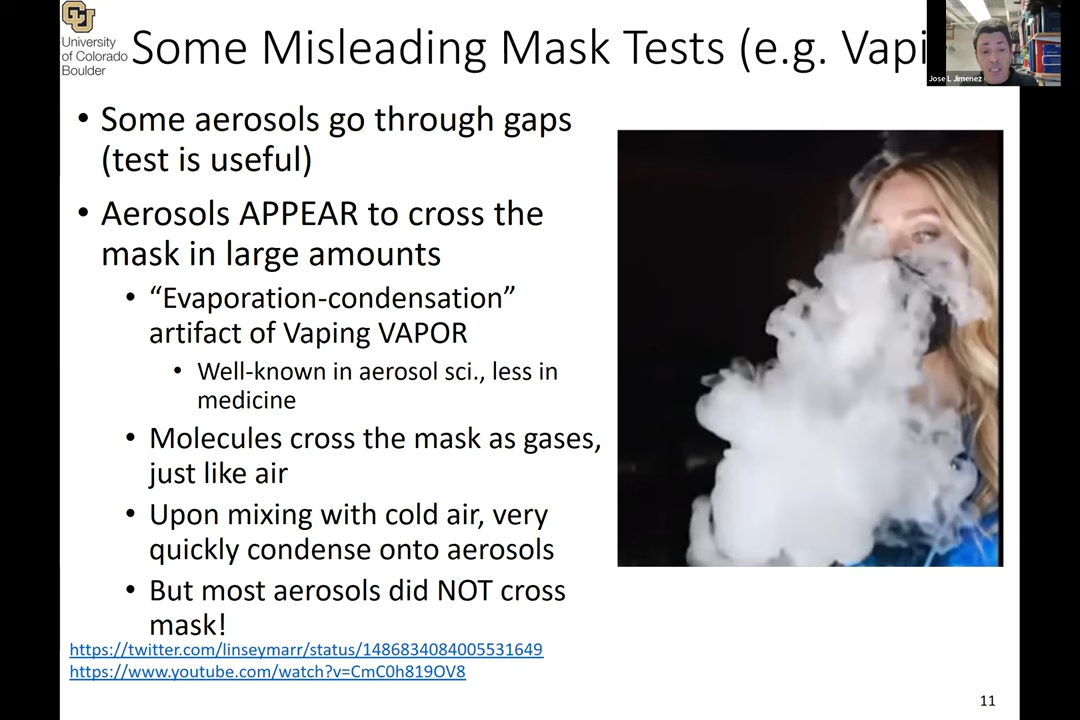 CU
University
of Colorado
Boulder
Some Misleading Mask Tests (e.g. Vapi
Jose L Jimenez
• Some aerosols go through gaps
(test is useful)
• Aerosols APPEAR to cross the
mask in large amounts
• “Evaporation-condensation”
artifact of Vaping VAPOR
• Well-known in aerosol sci., less in
medicine
• Molecules cross the mask as gases,
just like air
• Upon mixing with cold air, very
quickly condense onto aerosols
• But most aerosols did NOT cross
mask!
https://twitter.com/linseymarr/status/1486834084005531649
https://www.youtube.com/watch?v=CmC0h819OV8
11